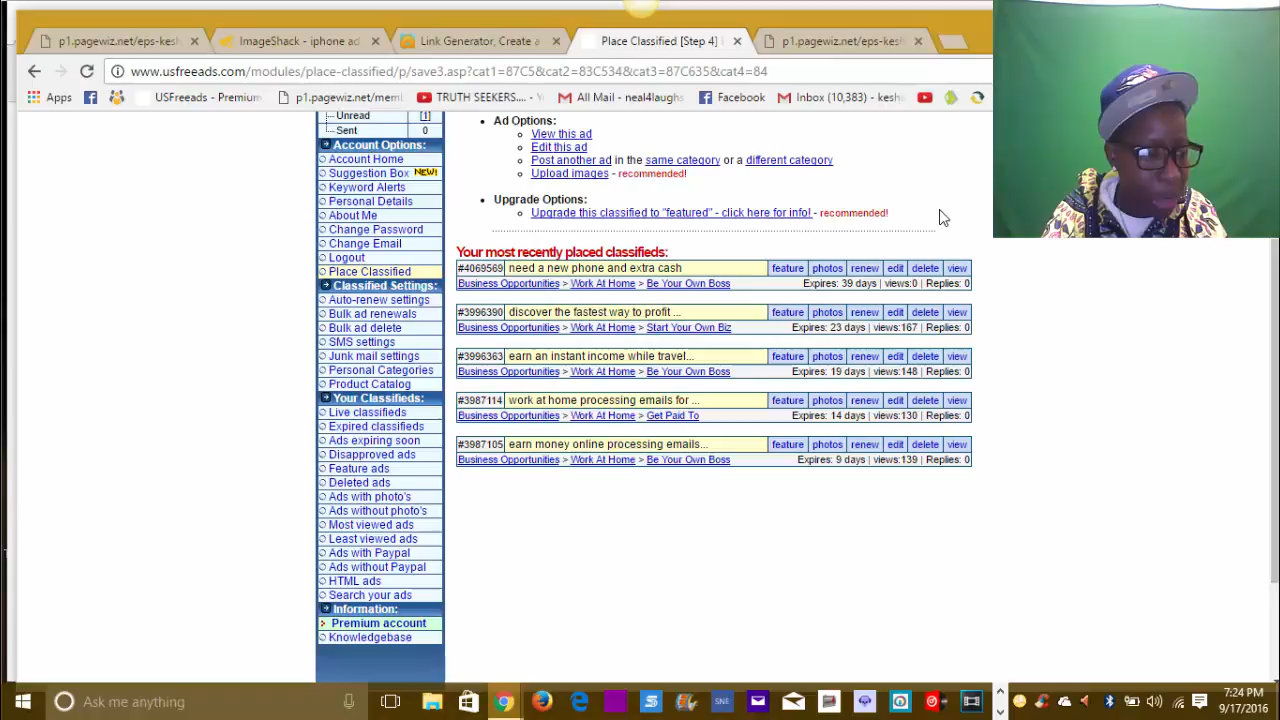 p1.pagewiz.net/eps-kesh
ImageShack - iphone ad
Link Generator, Create a
Place Classified [Step 4]
p1.pagewiz.net/eps-kesh
www.usfreeads.com/modules/place-classified/p/save3.asp?cat1=87C5&cat2=83C534&cat3=87C635&cat4=84
Apps
USFreeads - Premium
p1.pagewiz.net/mem
TRUTH SEEKERS....
All Mail - neal4laughs
Facebook
Inbox (10,383) - kesha
Unread [1]
Sent 0
Account Options:
Account Home
Suggestion Box NEW!
Keyword Alerts
Personal Details
About Me
Change Password
Change Email
Logout
Place Classified
Classified Settings:
Auto-renew settings
Bulk ad renewals
Bulk ad delete
SMS settings
Junk mail settings
Personal Categories
Product Catalog
Your Classifieds:
Live classifieds
Expired classifieds
Ads expiring soon
Disapproved ads
Feature ads
Deleted ads
Ads with photo's
Ads without photo's
Most viewed ads
Least viewed ads
Ads with Paypal
Ads without Paypal
HTML ads
Search your ads
Information:
Premium account
Knowledgebase
Ad Options:
View this ad
Edit this ad
Post another ad in the same category or a different category
Upload images - recommended!
Upgrade Options:
Upgrade this classified to "featured" - click here for info! - recommended!
Your most recently placed classifieds:
#4069569 need a new phone and extra cash feature photos renew edit delete view
Business Opportunities > Work At Home > Be Your Own Boss Expires: 39 days | views:0 | Replies: 0
#3996390 discover the fastest way to profit ... feature photos renew edit delete view
Business Opportunities > Work At Home > Start Your Own Biz Expires: 23 days | views:167 | Replies: 0
#3996363 earn an instant income while travel... feature photos renew edit delete view
Business Opportunities > Work At Home > Be Your Own Boss Expires: 19 days | views:148 | Replies: 0
#3987114 work at home processing emails for ... feature photos renew edit delete view
Business Opportunities > Work At Home > Get Paid To Expires: 14 days | views:130 | Replies: 0
#3987105 earn money online processing emails... feature photos renew edit delete view
Business Opportunities > Work At Home > Be Your Own Boss Expires: 9 days | views:139 | Replies: 0
Ask me anything
SNE
7:24 PM
9/17/2016